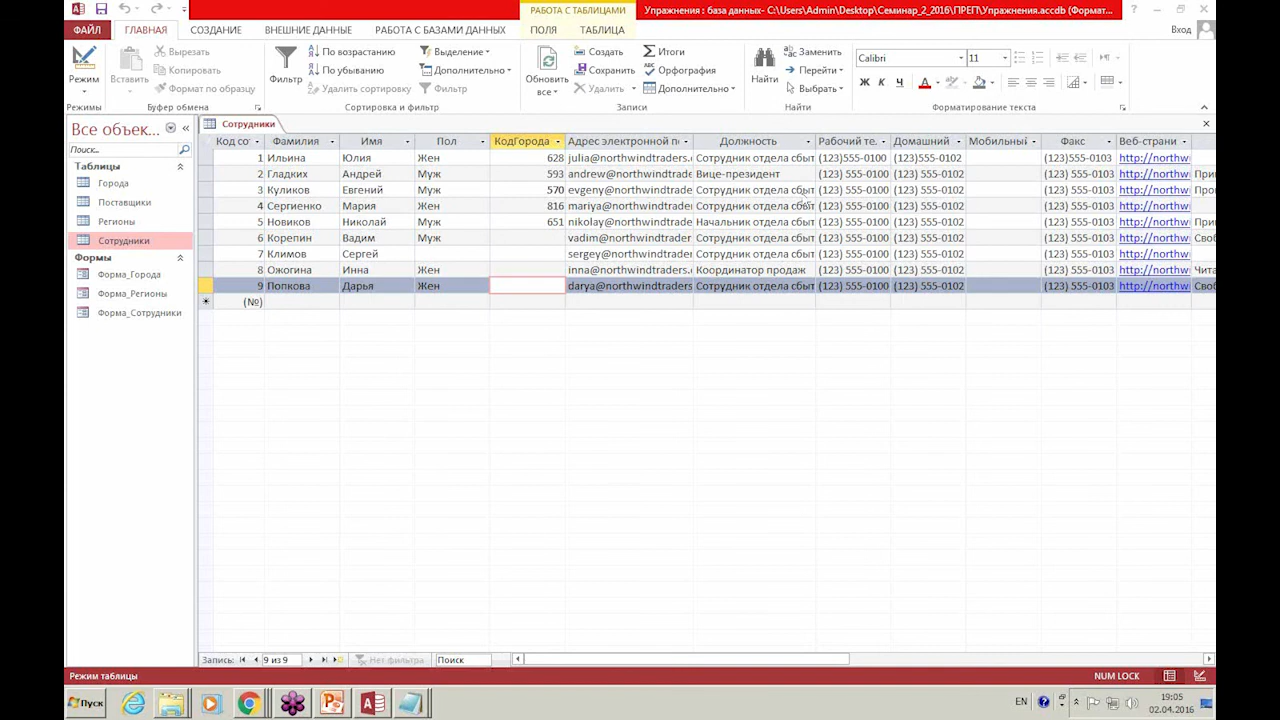 РАБОТА С ТАБЛИЦАМИ
Упражнения : база данных- C:\Users\Admin\Desktop\Семинар_2_2016\ПРЕП\Упражнения.accdb (Формат...
ФАЙЛ ГЛАВНАЯ СОЗДАНИЕ ВНЕШНИЕ ДАННЫЕ РАБОТА С БАЗАМИ ДАННЫХ ПОЛЯ ТАБЛИЦА Вход
Режим
Режимы
Вставить
Вырезать
Копировать
Формат по образцу
Буфер обмена
Фильтр
По возрастанию
По убыванию
Удалить сортировку
Выделение
Дополнительно
Фильтр
Сортировка и фильтр
Обновить все
Создать
Сохранить
Удалить
Итоги
Орфография
Дополнительно
Записи
Найти
Заменить
Перейти
Выбрать
Найти
Calibri 11
Ж К Ч А
Форматирование текста
Все объек...
Поиск...
Таблицы
Города
Поставщики
Регионы
Сотрудники
Формы
Форма_Города
Форма_Регионы
Форма_Сотрудники
Сотрудники
Код со Фамилия Имя Пол КодГорода Адрес электронной по Должность Рабочий те. Домашний Мобильный Факс Веб-страни
1 Ильина Юлия Жен 628 julia@northwindtraders.c Сотрудник отдела сбыт (123)555-0100 (123)555-0102 (123)555-0103 http://northw
2 Гладких Андрей Муж 593 andrew@northwindtrader Вице-президент (123) 555-0100 (123) 555-0102 (123) 555-0103 http://northw При
3 Куликов Евгений Муж 570 evgeny@northwindtrader Сотрудник отдела сбыт (123) 555-0100 (123) 555-0102 (123) 555-0103 http://northw Про
4 Сергиенко Мария Жен 816 mariya@northwindtrader Сотрудник отдела сбыт (123) 555-0100 (123) 555-0102 (123) 555-0103 http://northw
5 Новиков Николай Муж 651 nikolay@northwindtrade Начальник отдела сбыт (123) 555-0100 (123) 555-0102 (123) 555-0103 http://northw При
6 Корепин Вадим Муж vadim@northwindtraders Сотрудник отдела сбыт (123) 555-0100 (123) 555-0102 (123) 555-0103 http://northw Своб
7 Климов Сергей sergey@northwindtraders Сотрудник отдела сбыт (123) 555-0100 (123) 555-0102 (123) 555-0103 http://northw
8 Ожогина Инна Жен inna@northwindtraders.c Координатор продаж (123) 555-0100 (123) 555-0102 (123) 555-0103 http://northw Чита
9 Попкова Дарья Жен darya@northwindtraders Сотрудник отдела сбыт (123) 555-0100 (123) 555-0102 (123) 555-0103 http://northw Своб
(№)
Запись: 9 из 9 Нет фильтра Поиск
Режим таблицы NUM LOCK
Пуск EN 19:05
02.04.2016